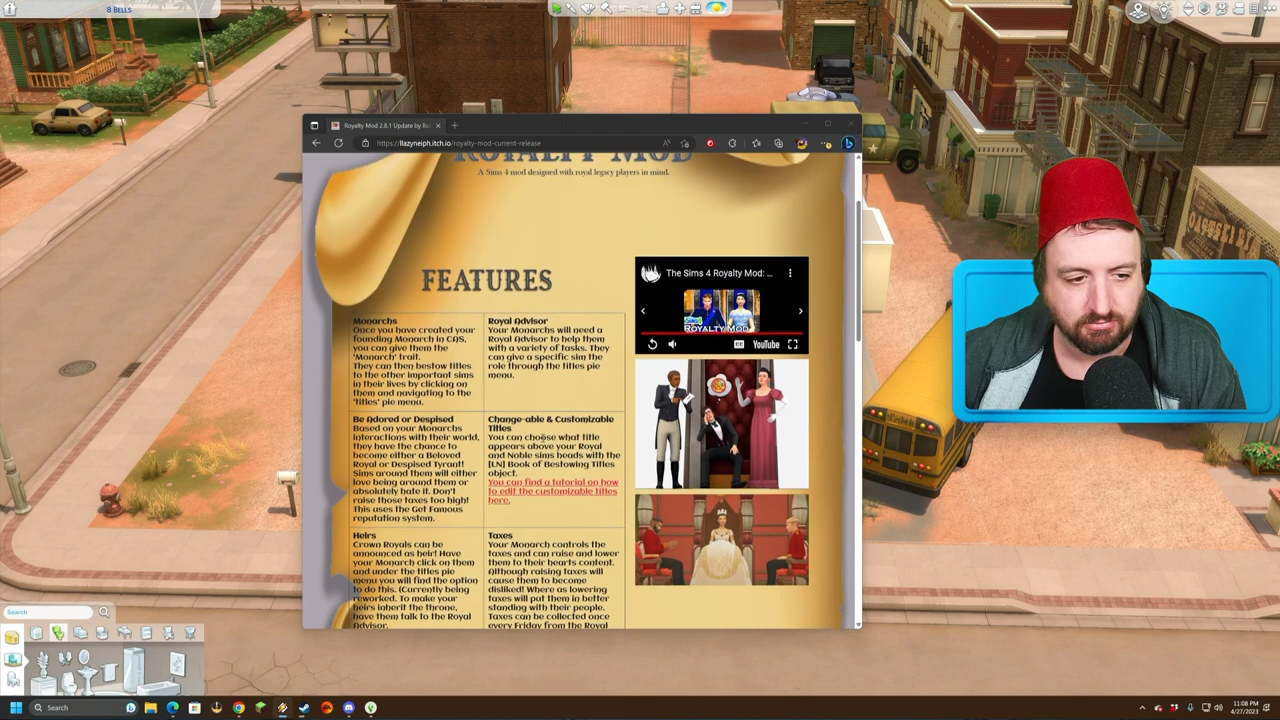 8 BELLS
Royalty Mod 2.8.1 Update by lla
https://llazyneiph.itch.io/royalty-mod-current-release
ROYALTY MOD
A Sims 4 mod designed with royal legacy players in mind.
FEATURES
Monarchs
Once you have created your
founding Monarch in CAS,
you can give them the
'Monarch' trait.
They can then bestow titles
to the other important sims
in their lives by clicking on
them and navigating to the
'titles' pie menu.
Royal Advisor
Your Monarchs will need a
Royal Advisor to help them
with a variety of tasks. They
can give a specific sim the
role through the titles pie
menu.
Be Adored or Despised
Based on your Monarchs
interactions with their world,
they have the chance to
become either a Beloved
Royal or Despised Tyrant!
Sims around them will either
love being around them or
absolutely hate it. Don't
raise those taxes too high!
This uses the Get Famous
reputation system.
Change-able & Customizable
Titles
You can choose what title
appears above your Royal
and Noble sims heads with the
[LN] Book of Bestowing Titles
object.
You can find a tutorial on how
to edit the customizable titles
here.
Heirs
Crown Royals can be
announced as heir! Have
your Monarch click on them
and under the titles pie
menu you will find the option
to do this. (Currently being
reworked. To make your
heirs inherit the throne,
have them talk to the Royal
Advisor.
Taxes
Your Monarch controls the
taxes and can raise and lower
them to their hearts content.
Although raising taxes will
cause them to become
disliked! Where as lowering
taxes will put them in better
standing with their people.
Taxes can be collected once
every Friday from the Royal
The Sims 4 Royalty Mod: ...
ROYALTY MOD
YouTube
Search
Search
11:08 PM
4/27/2023